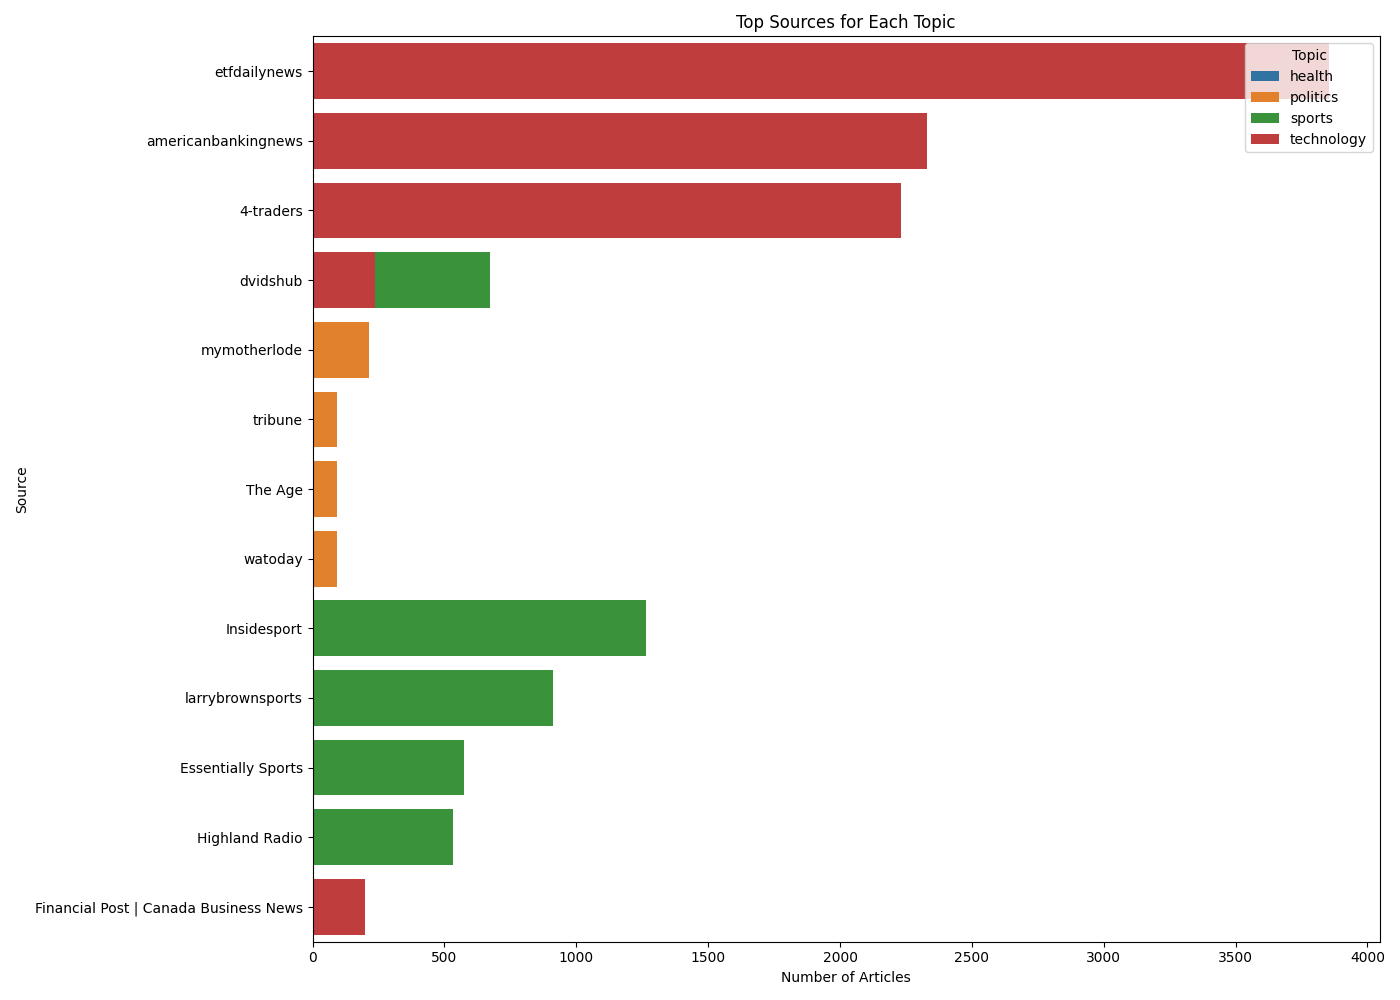 Top Sources for Each Topic
Topic
health
politics
sports
technology
Source
etfdailynews
americanbankingnews
4-traders
dvidshub
mymotherlode
tribune
The Age
watoday
Insidesport
larrybrownsports
Essentially Sports
Highland Radio
Financial Post | Canada Business News
0 500 1000 1500 2000 2500 3000 3500 4000
Number of Articles